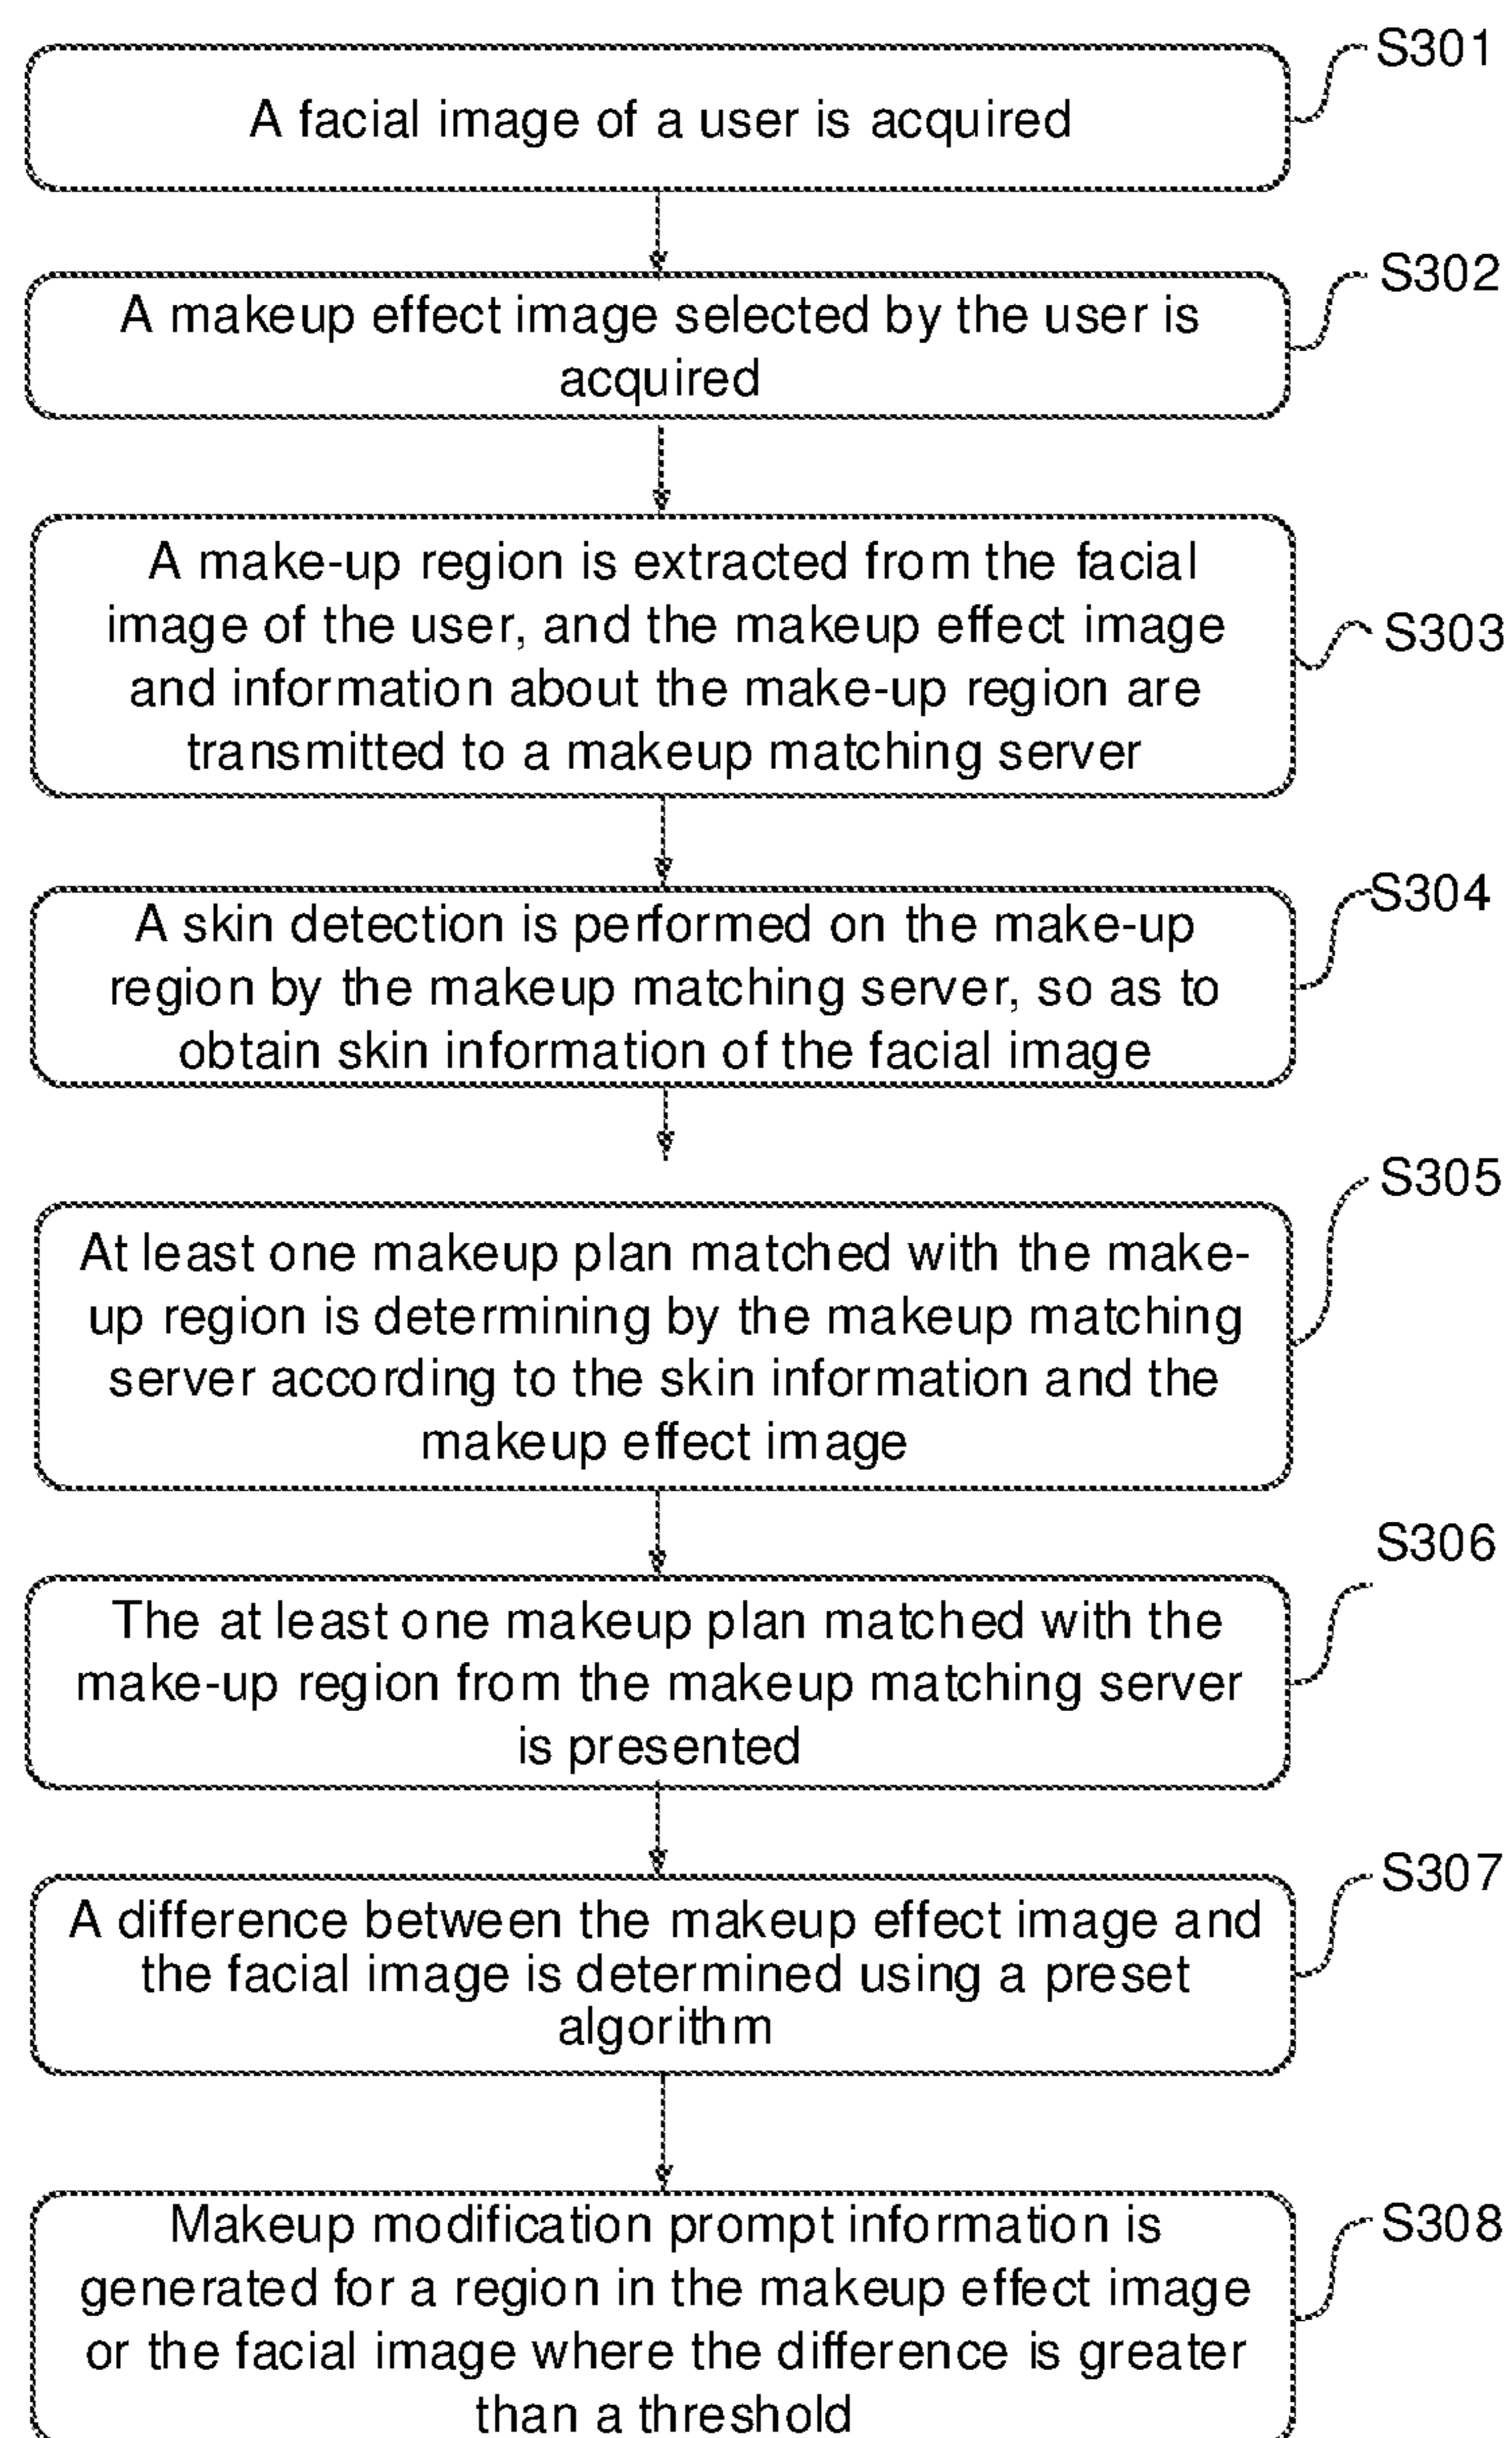 S301
A facial image of a user is acquired
S302
A makeup effect image selected by the user is
acquired
A make-up region is extracted from the facial
image of the user, and the makeup effect image
and information about the make-up region are
transmitted to a makeup matching server
S303
S304
A skin detection is performed on the make-up
region by the makeup matching server, so as to
obtain skin information of the facial image
S305
At least one makeup plan matched with the make-
up region is determining by the makeup matching
server according to the skin information and the
makeup effect image
S306
The at least one makeup plan matched with the
make-up region from the makeup matching server
is presented
S307
A difference between the makeup effect image and
the facial image is determined using a preset
algorithm
S308
Makeup modification prompt information is
generated for a region in the makeup effect image
or the facial image where the difference is greater
than a threshold